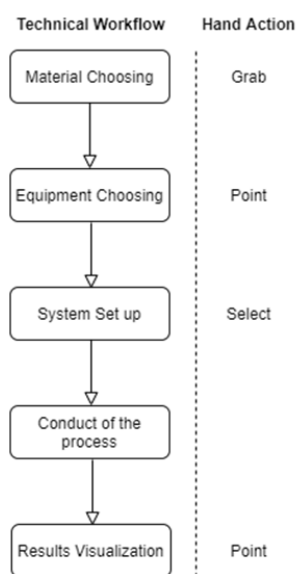 Technical Workflow Hand Action
Material Choosing Grab
Equipment Choosing Point
System Set up Select
Conduct of the
process
Results Visualization Point